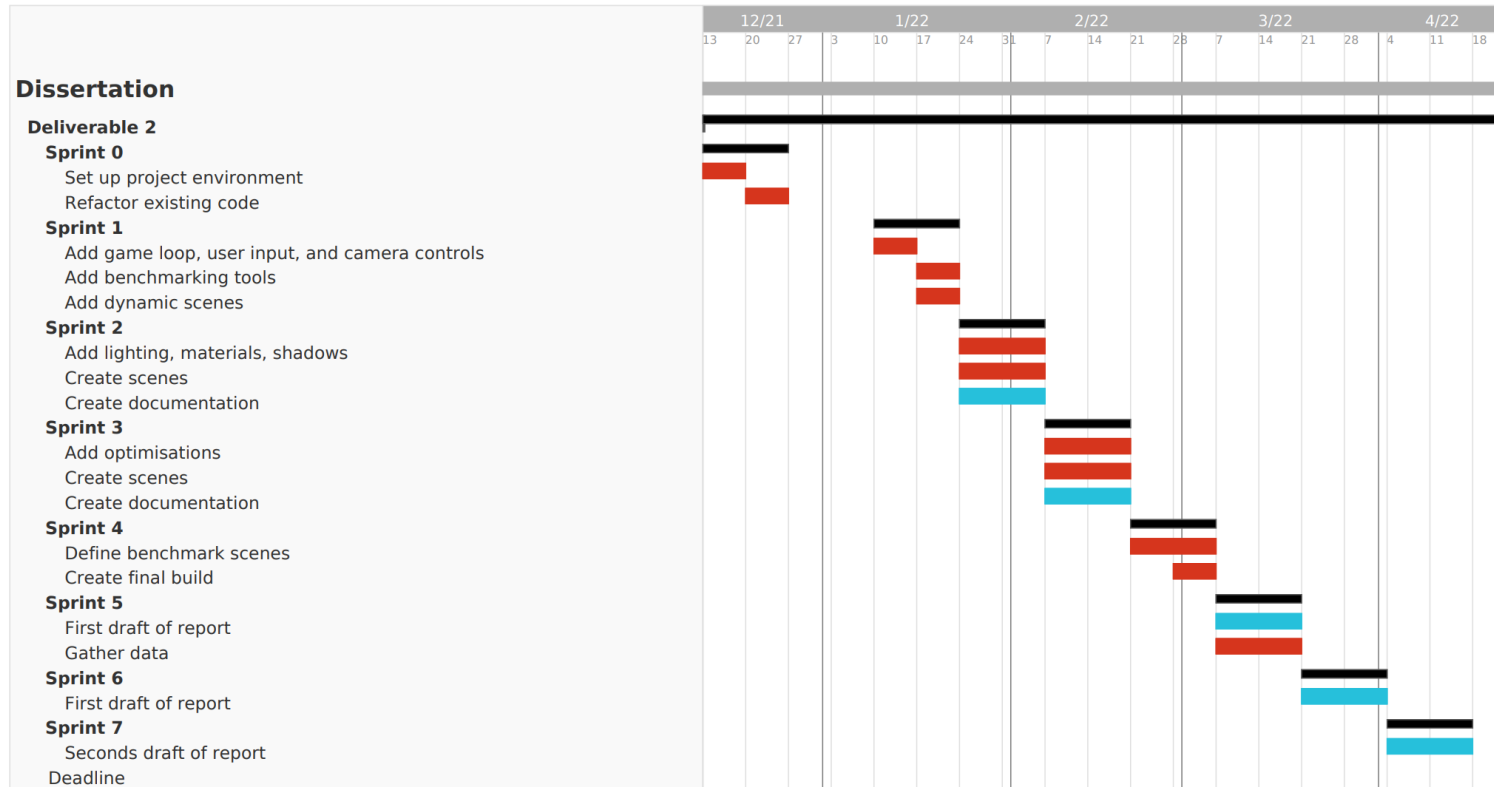 12/21 1/22 2/22 3/22 4/22
13 20 27 3 10 17 24 31 7 14 21 28 7 14 21 28 4 11 18
Dissertation
Deliverable 2
Sprint 0
Set up project environment
Refactor existing code
Sprint 1
Add game loop, user input, and camera controls
Add benchmarking tools
Add dynamic scenes
Sprint 2
Add lighting, materials, shadows
Create scenes
Create documentation
Sprint 3
Add optimisations
Create scenes
Create documentation
Sprint 4
Define benchmark scenes
Create final build
Sprint 5
First draft of report
Gather data
Sprint 6
First draft of report
Sprint 7
Seconds draft of report
Deadline